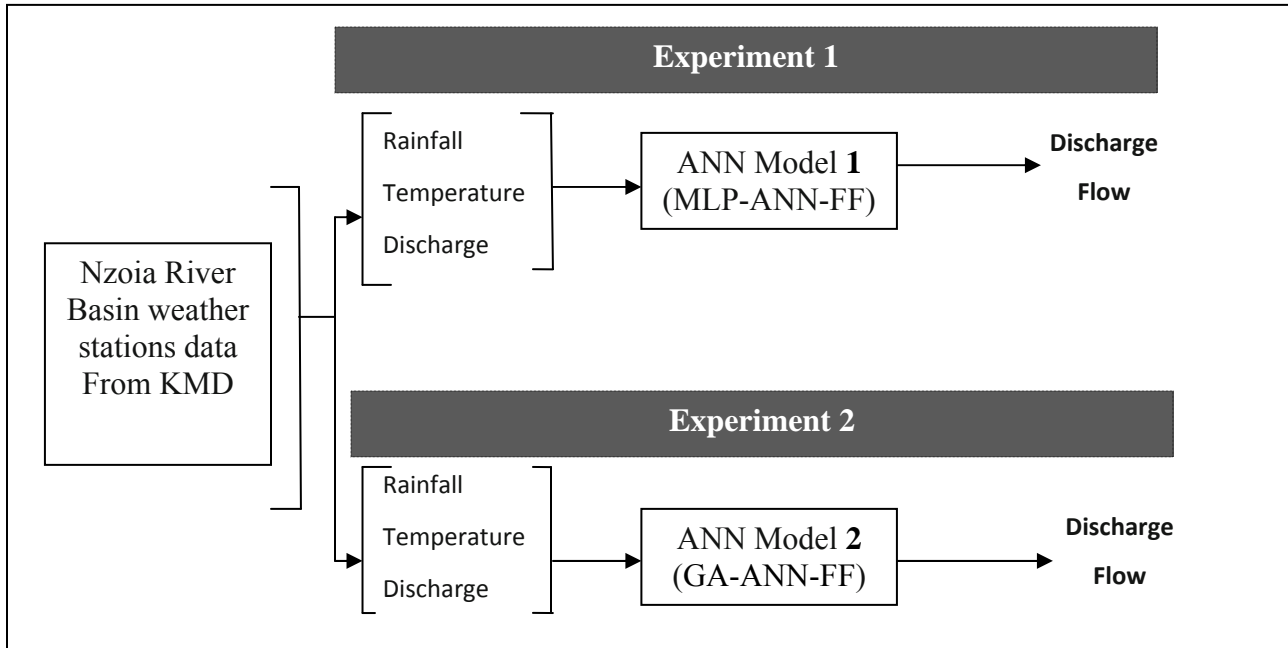 Experiment 1
Rainfall
Temperature
Discharge
ANN Model 1
(MLP-ANN-FF)
Discharge
Flow
Nzoia River
Basin weather
stations data
From KMD
Experiment 2
Rainfall
Temperature
Discharge
ANN Model 2
(GA-ANN-FF)
Discharge
Flow